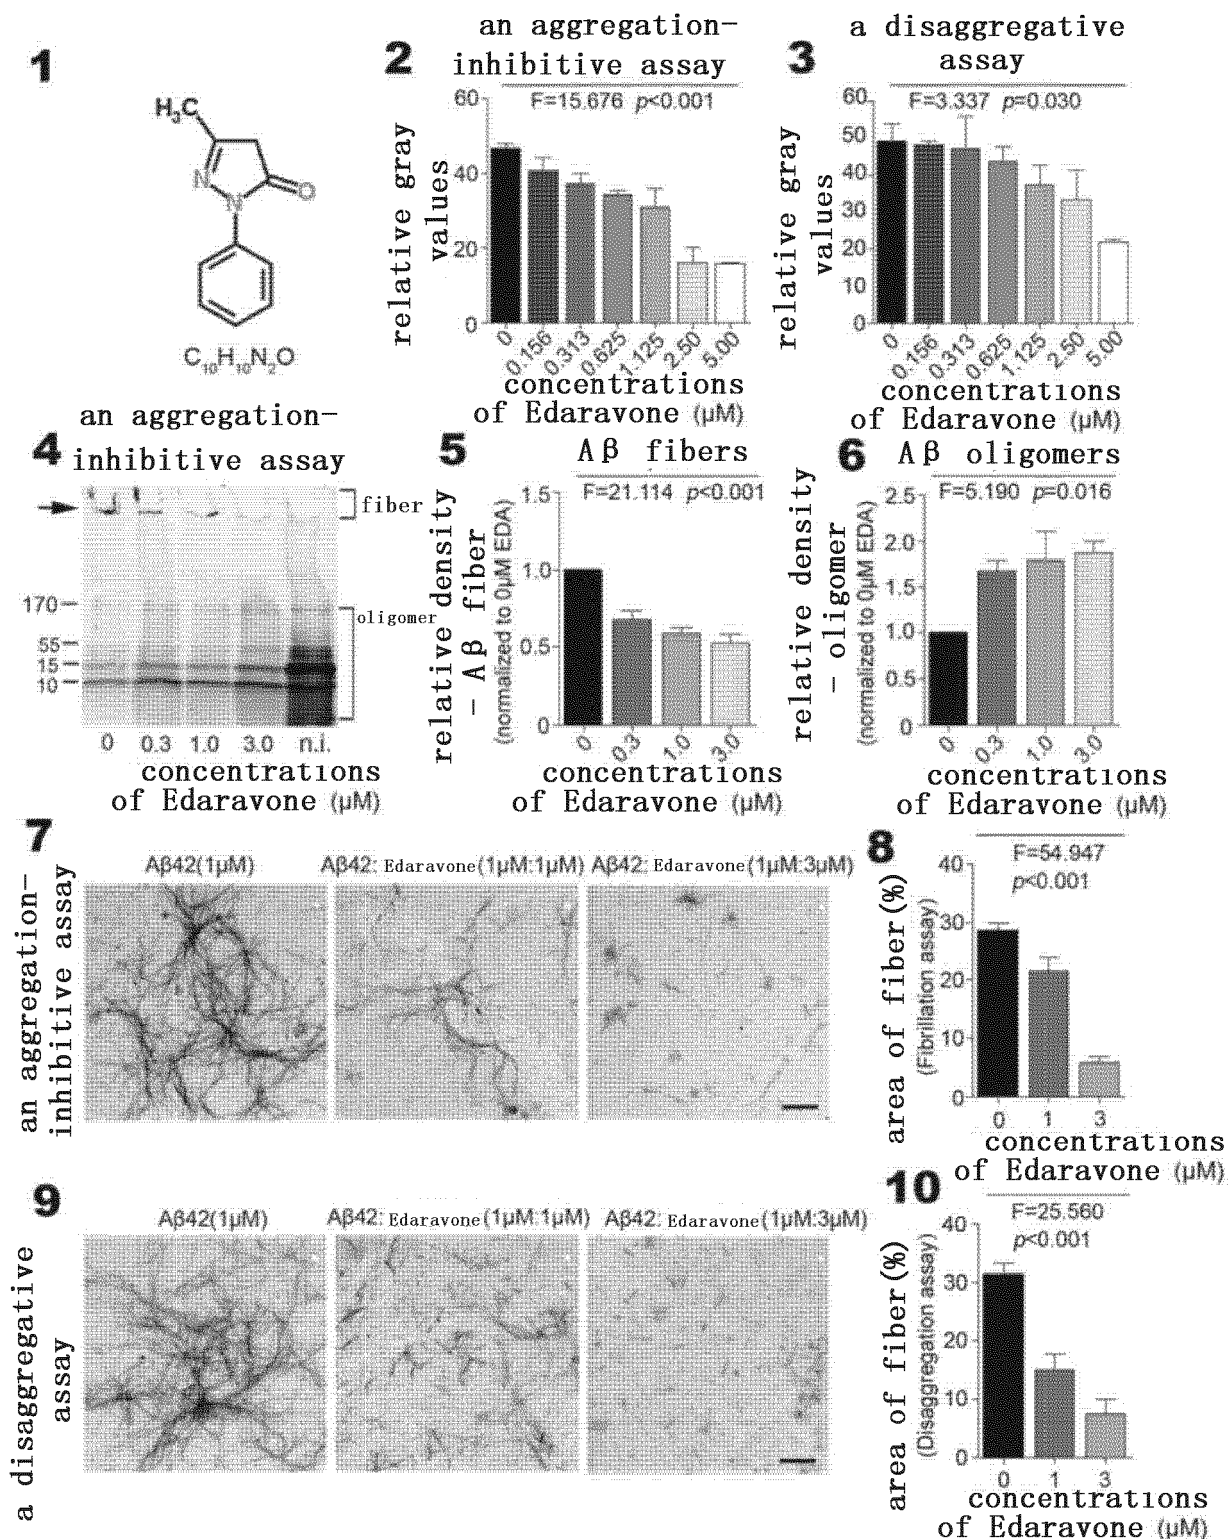 1
H₃C
N
N
O
C₁₀H₁₀N₂O
2
an aggregation-
inhibitive assay
F=15.676 p<0.001
relative gray
values
60
40
20
0
0
0.156
0.313
0.625
1.125
2.50
5.00
concentrations
of Edaravone (μM)
3
a disaggregative
assay
F=3.337 p=0.030
relative gray
values
60
50
40
30
20
10
0
0
0.156
0.313
0.625
1.125
2.50
5.00
concentrations
of Edaravone (μM)
4
an aggregation-
inhibitive assay
fiber
oligomer
170
55
15
10
0 0.3 1.0 3.0 n.i.
concentrations
of Edaravone (μM)
5
Aβ fibers
F=21.114 p<0.001
relative density
- Aβ fiber
(normalized to 0μM EDA)
1.5
1.0
0.5
0
0
0.3
1.0
3.0
concentrations
of Edaravone (μM)
6
Aβ oligomers
F=5.190 p=0.016
relative density
- oligomer
(normalized to 0μM EDA)
2.5
2.0
1.5
1.0
0.5
0
0
0.3
1.0
3.0
concentrations
of Edaravone (μM)
7
an aggregation-
inhibitive assay
Aβ42(1μM)
Aβ42: Edaravone(1μM:1μM)
Aβ42: Edaravone(1μM:3μM)
8
F=54.947
p<0.001
area of fiber(%)
(Fibrillation assay)
40
30
20
10
0
0 1 3
concentrations
of Edaravone (μM)
9
a disaggregative
assay
Aβ42(1μM)
Aβ42: Edaravone(1μM:1μM)
Aβ42: Edaravone(1μM:3μM)
10
F=25.560
p<0.001
area of fiber(%)
(Disaggregation assay)
40
30
20
10
0
0 1 3
concentrations
of Edaravone (μM)